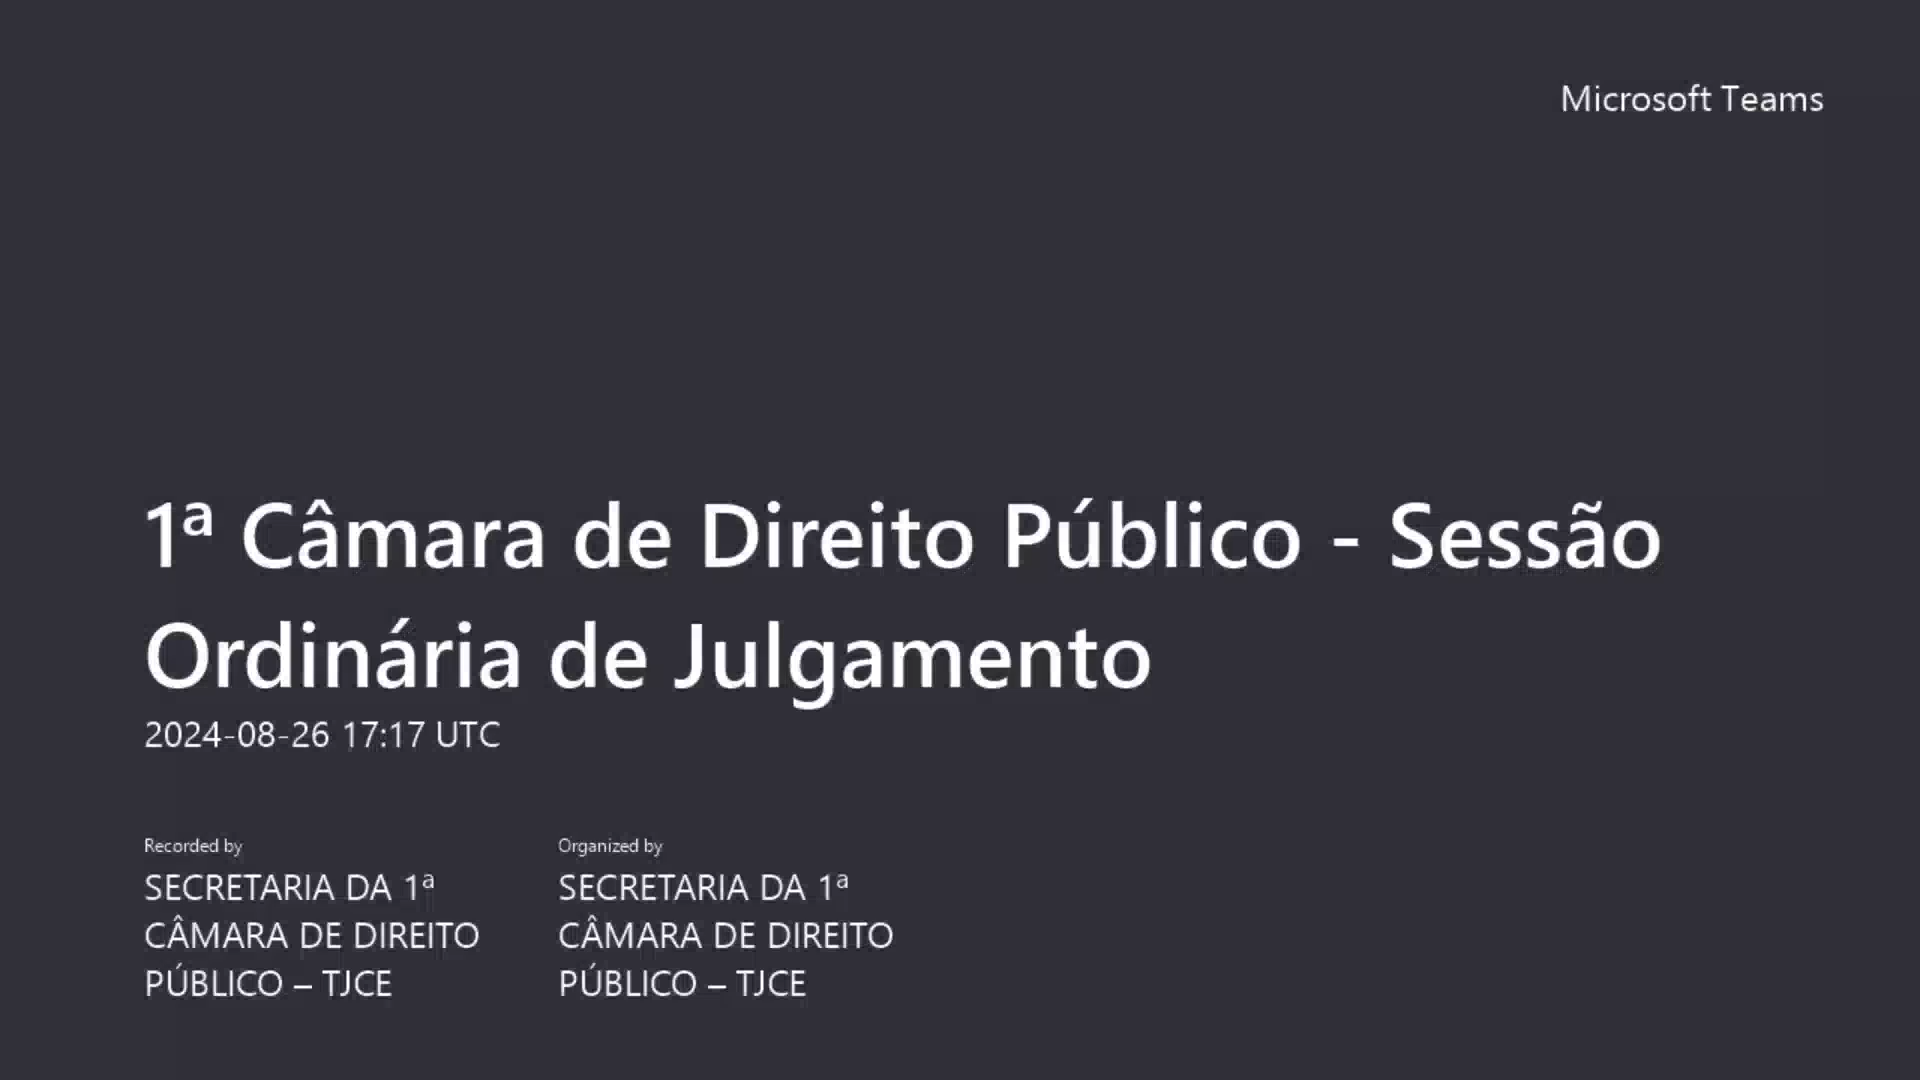 Microsoft Teams
1ª Câmara de Direito Público - Sessão
Ordinária de Julgamento
2024-08-26 17:17 UTC
Recorded by
SECRETARIA DA 1ª
CÂMARA DE DIREITO
PÚBLICO – TJCE
Organized by
SECRETARIA DA 1ª
CÂMARA DE DIREITO
PÚBLICO – TJCE